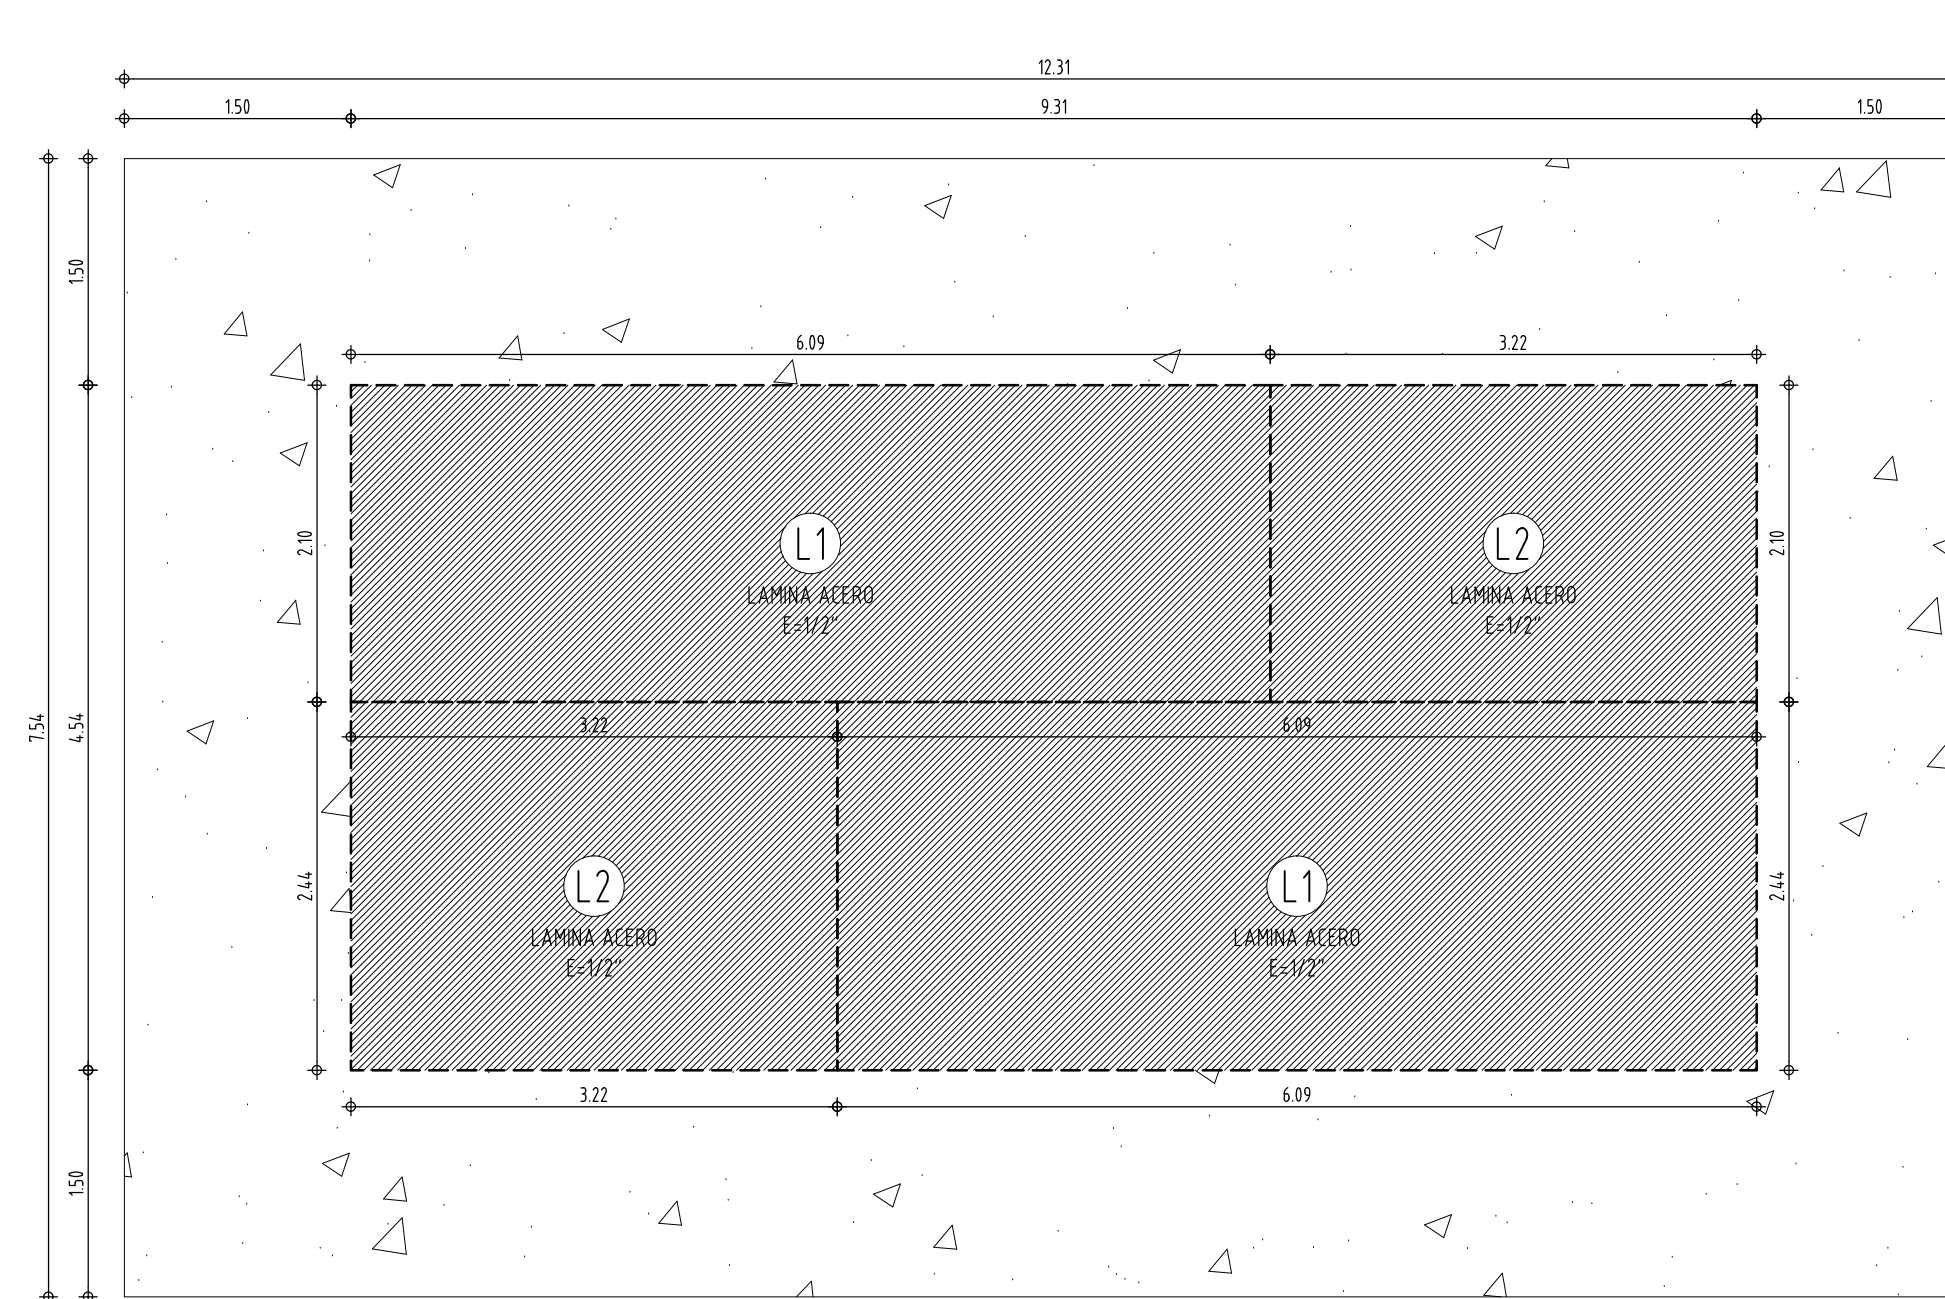 12.31
1.50
9.31
1.50
1.50
6.09
3.22
2.10
L1
LAMINA ACERO
E=1/2"
L2
LAMINA ACERO
E=1/2"
2.10
7.54
4.54
3.22
6.09
2.44
L2
LAMINA ACERO
E=1/2"
L1
LAMINA ACERO
E=1/2"
2.44
3.22
6.09
1.50